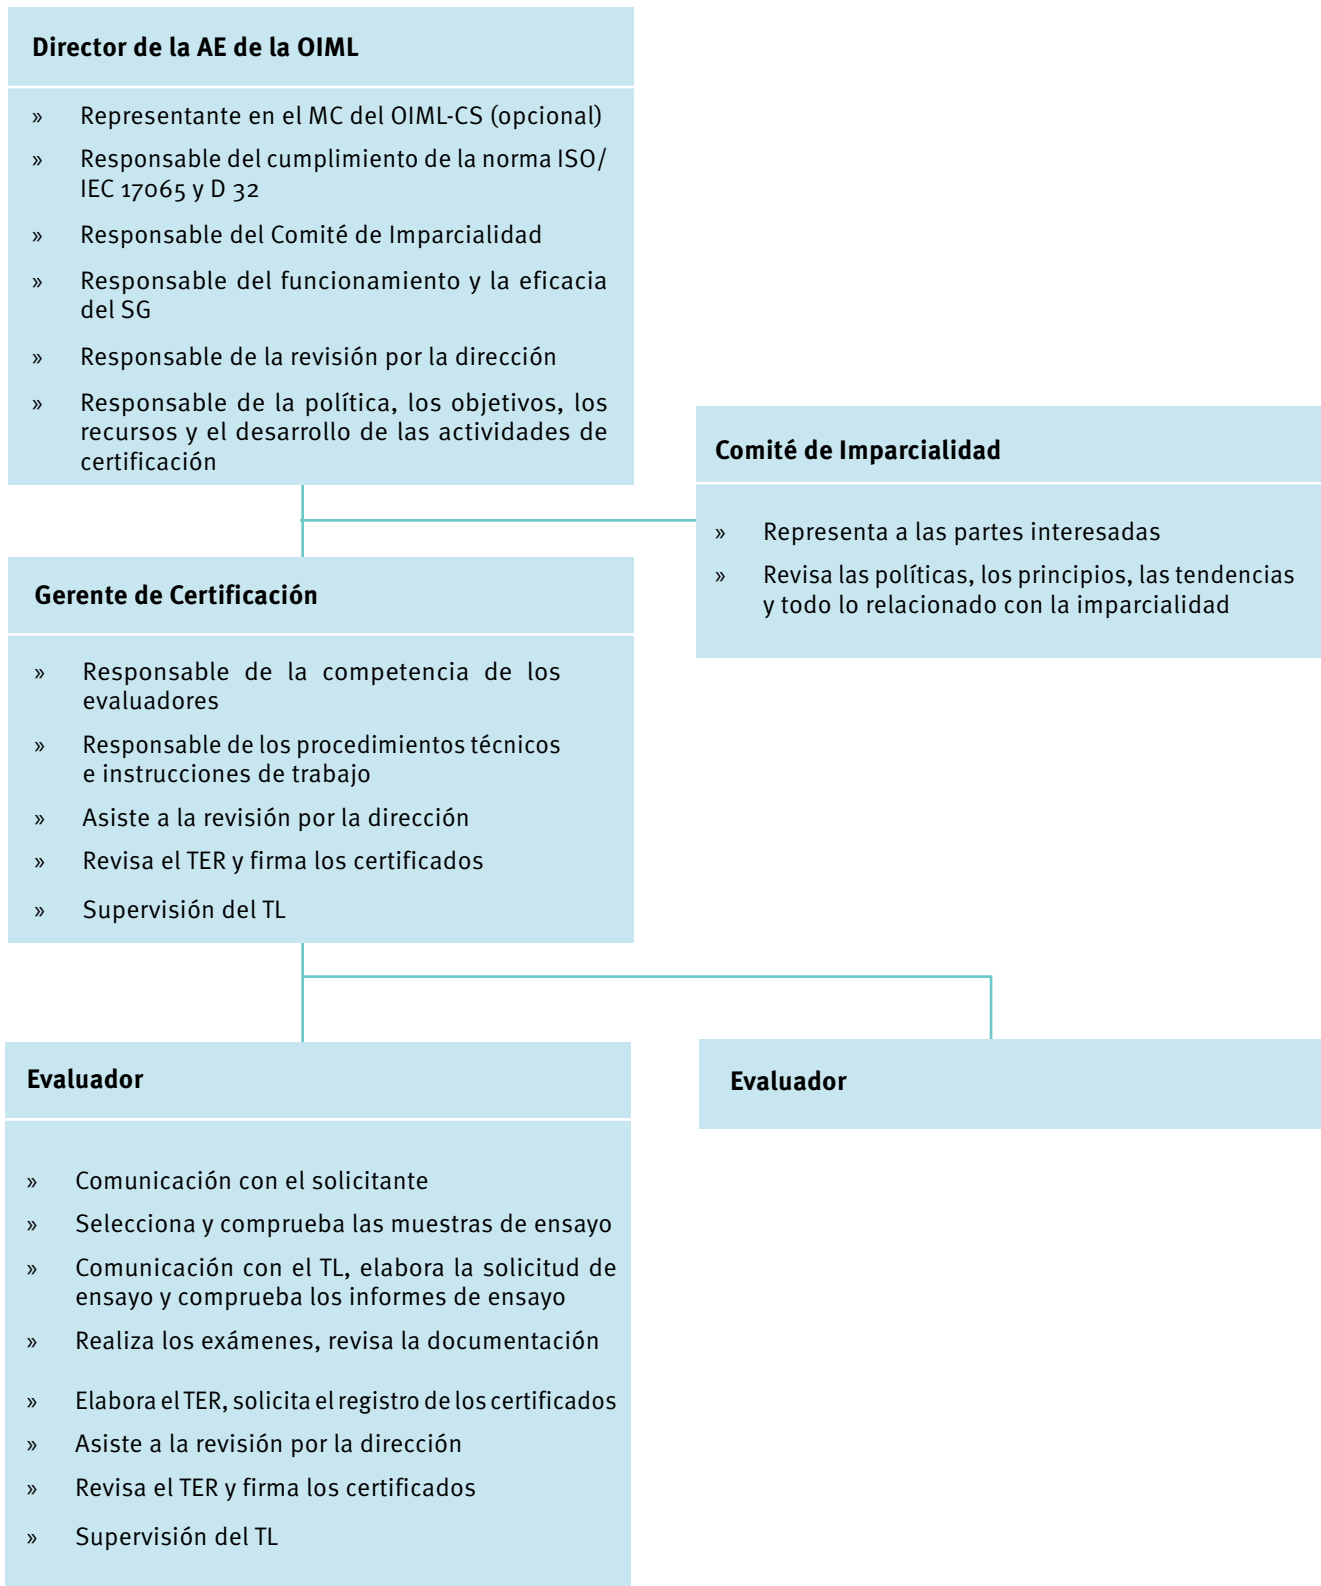 Director de la AE de la OIML
» Representante en el MC del OIML-CS (opcional)
» Responsable del cumplimiento de la norma ISO/
IEC 17065 y D 32
» Responsable del Comité de Imparcialidad
» Responsable del funcionamiento y la eficacia
del SG
» Responsable de la revisión por la dirección
» Responsable de la política, los objetivos, los
recursos y el desarrollo de las actividades de
certificación
Comité de Imparcialidad
» Representa a las partes interesadas
» Revisa las políticas, los principios, las tendencias
y todo lo relacionado con la imparcialidad
Gerente de Certificación
» Responsable de la competencia de los
evaluadores
» Responsable de los procedimientos técnicos
e instrucciones de trabajo
» Asiste a la revisión por la dirección
» Revisa el TER y firma los certificados
» Supervisión del TL
Evaluador
» Comunicación con el solicitante
» Selecciona y comprueba las muestras de ensayo
» Comunicación con el TL, elabora la solicitud de
ensayo y comprueba los informes de ensayo
» Realiza los exámenes, revisa la documentación
» Elabora el TER, solicita el registro de los certificados
» Asiste a la revisión por la dirección
» Revisa el TER y firma los certificados
» Supervisión del TL
Evaluador